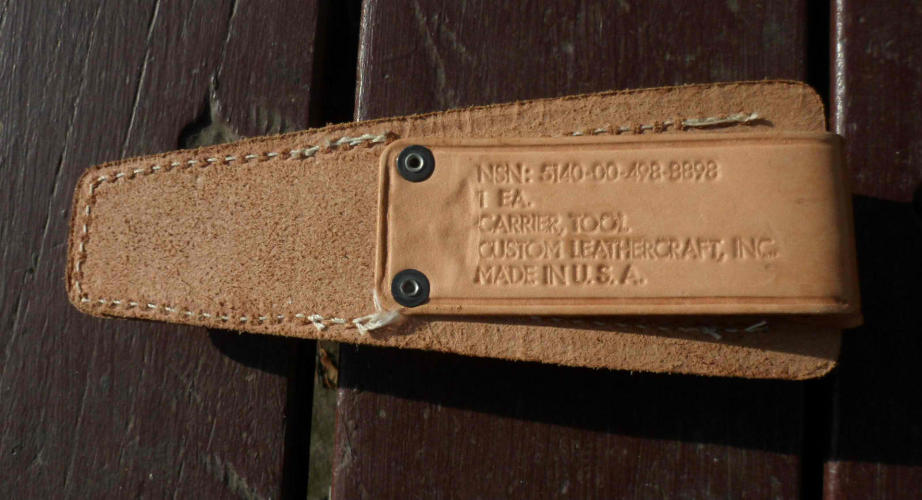 NSN: 5140-00-498-8898
1 EA.
CARRIER, TOOL
CUSTOM LEATHERCRAFT, INC.
MADE IN U. S. A.